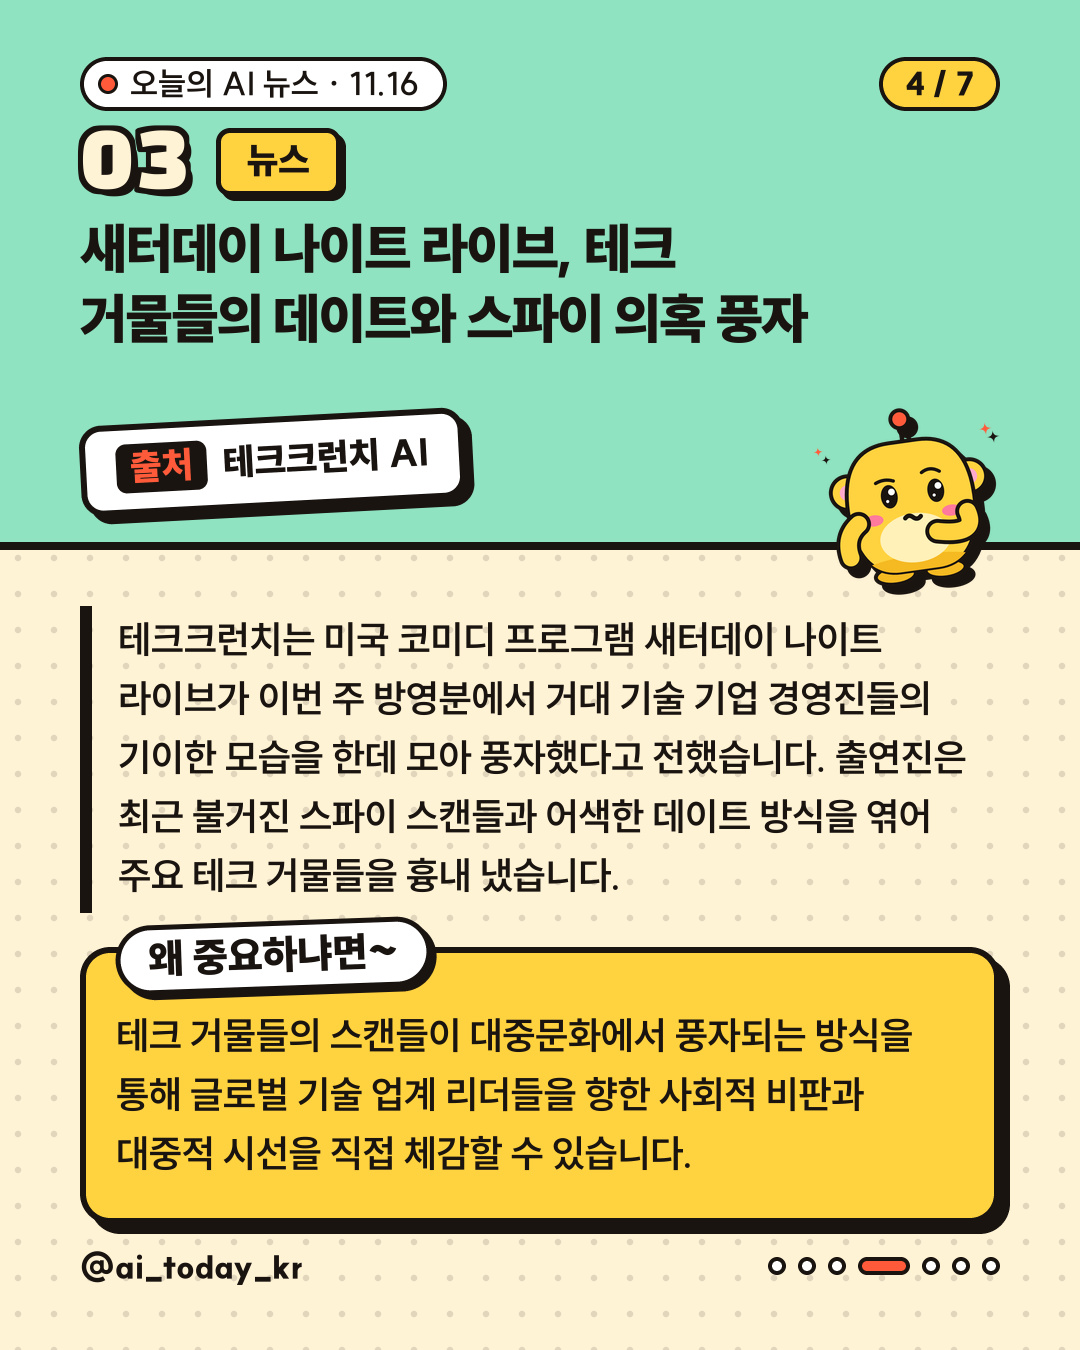 오늘의 AI 뉴스 · 11.16
4 / 7
03
뉴스
새터데이 나이트 라이브, 테크
거물들의 데이트와 스파이 의혹 풍자
출처 테크크런치 AI
테크크런치는 미국 코미디 프로그램 새터데이 나이트
라이브가 이번 주 방영분에서 거대 기술 기업 경영진들의
기이한 모습을 한데 모아 풍자했다고 전했습니다. 출연진은
최근 불거진 스파이 스캔들과 어색한 데이트 방식을 엮어
주요 테크 거물들을 흉내 냈습니다.
왜 중요하냐면~
테크 거물들의 스캔들이 대중문화에서 풍자되는 방식을
통해 글로벌 기술 업계 리더들을 향한 사회적 비판과
대중적 시선을 직접 체감할 수 있습니다.
@ai_today_kr